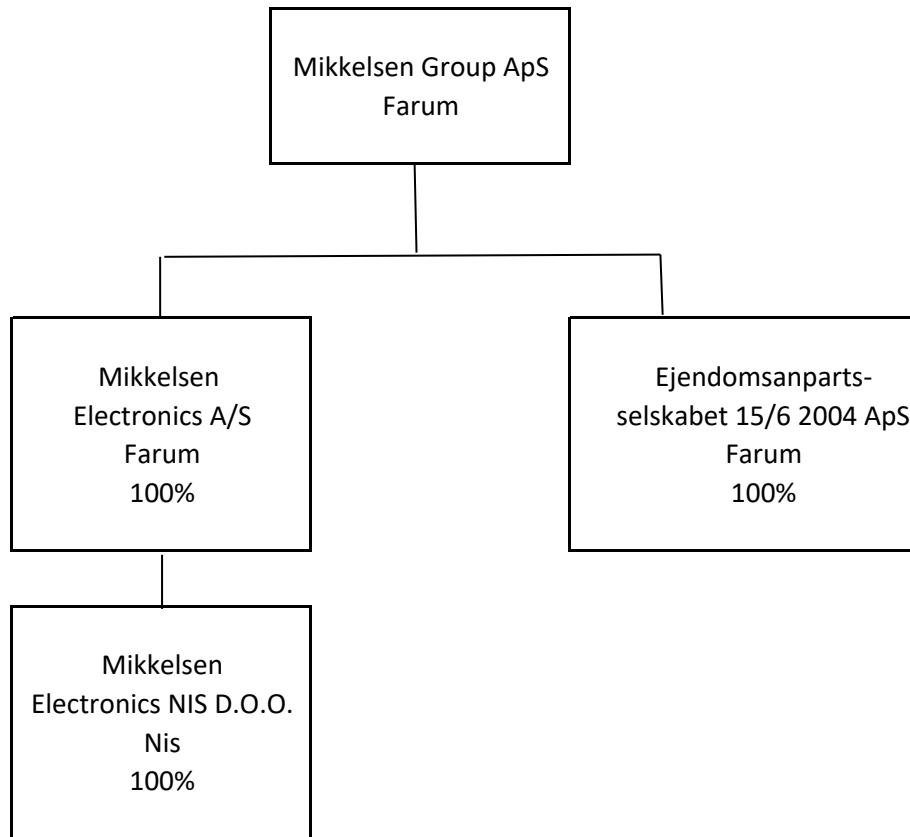 Mikkelsen Group ApS
Farum
Mikkelsen
Electronics A/S
Farum
100%
Ejendomsanparts-
selskabet 15/6 2004 ApS
Farum
100%
Mikkelsen
Electronics NIS D.O.O.
Nis
100%